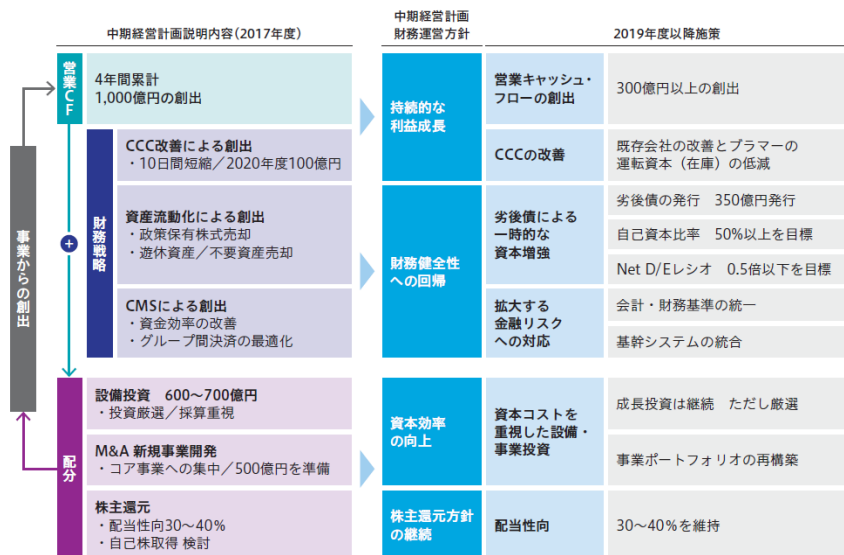 中期経営計画説明内容（2017年度）
中期経営計画
財務運営方針
2019年度以降施策
事業からの創出
営業CF
4年間累計
1,000億円の創出
財務戦略
+
CCC改善による創出
・10日間短縮／2020年度100億円
資産流動化による創出
・政策保有株式売却
・遊休資産／不要資産売却
CMSによる創出
・資金効率の改善
・グループ間決済の最適化
配分
設備投資　600〜700億円
・投資厳選／採算重視
M&A 新規事業開発
・コア事業への集中／500億円を準備
株主還元
・配当性向30〜40％
・自己株取得 検討
持続的な
利益成長
財務健全性
への回帰
資本効率
の向上
株主還元方針
の継続
営業キャッシュ・
フローの創出
300億円以上の創出
CCCの改善
既存会社の改善とプラマーの
運転資本（在庫）の低減
劣後債による
一時的な
資本増強
劣後債の発行　350億円発行
自己資本比率　50％以上を目標
Net D/Eレシオ　0.5倍以下を目標
拡大する
金融リスク
への対応
会計・財務基準の統一
基幹システムの統合
資本コストを
重視した設備・
事業投資
成長投資は継続　ただし厳選
事業ポートフォリオの再構築
配当性向
30〜40％を維持